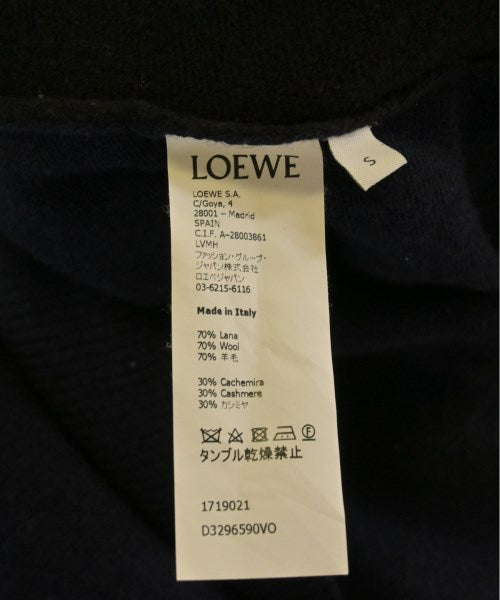 LOEWE
S
LOEWE S.A.
C/Goya, 4
28001 – Madrid
SPAIN
C.I.F. A-28003861
LVMH
ファッション・グループ・
ジャパン株式会社
ロエベジャパン
03-6215-6116
Made in Italy
70% Lana
70% Wool
70% 羊毛
30% Cachemira
30% Cashmere
30% カシミヤ
F
タンブル乾燥禁止
1719021
D3296590VO